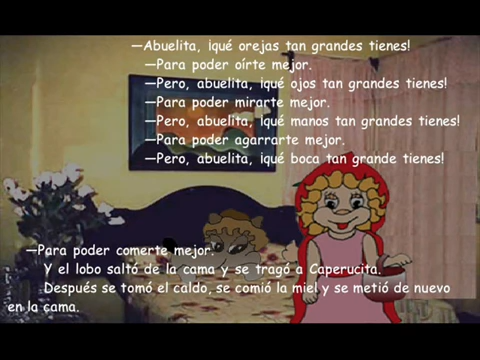 —Abuelita, ¡qué orejas tan grandes tienes!
—Para poder oírte mejor.
—Pero, abuelita, ¡qué ojos tan grandes tienes!
—Para poder mirarte mejor.
—Pero, abuelita, ¡qué manos tan grandes tienes!
—Para poder agarrarte mejor.
—Pero, abuelita, ¡qué boca tan grande tienes!
—Para poder comerte mejor.
Y el lobo saltó de la cama y se tragó a Caperucita.
Después se tomó el caldo, se comió la miel y se metió de nuevo
en la cama.